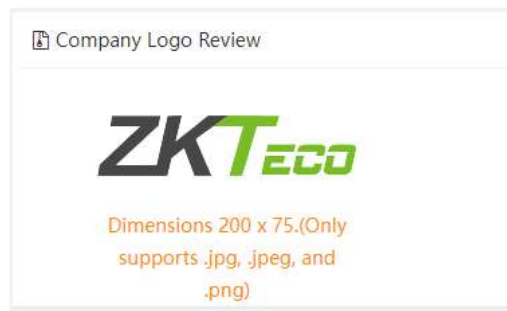 Company Logo Review
ZKTECO
Dimensions 200 x 75.(Only
supports .jpg, .jpeg, and
.png)